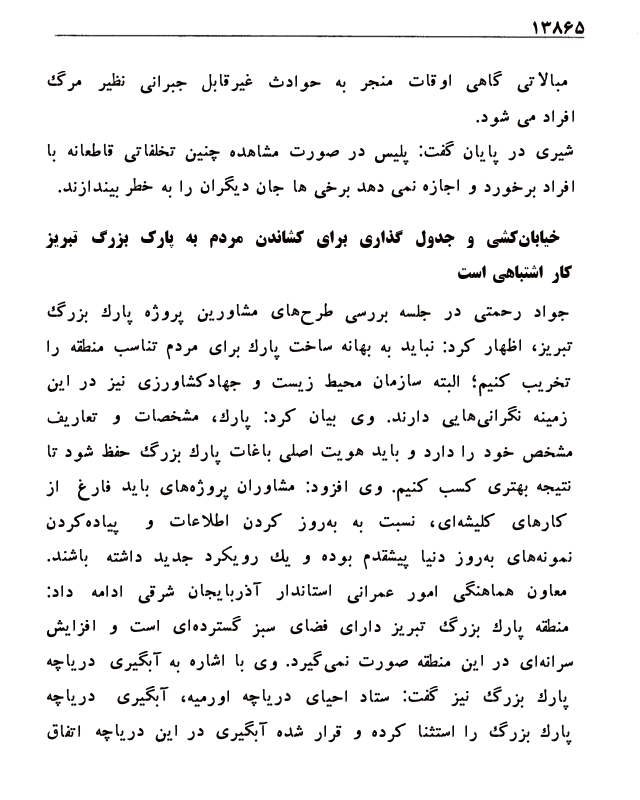 ۱۳۸۶۵
مبالاتی گاهی اوقات منجر به حوادث غیرقابل جبرانی نظیر مرگ
افراد می شود.
شیری در پایان گفت: پلیس در صورت مشاهده چنین تخلفاتی قاطعانه با
افراد برخورد و اجازه نمی دهد برخی ها جان دیگران را به خطر بیندازند.
خیابان‌کشی و جدول گذاری برای کشاندن مردم به پارک بزرگ تبریز
کار اشتباهی است
جواد رحمتی در جلسه بررسی طرح‌های مشاورین پروژه پارك بزرگ
تبریز، اظهار کرد: نباید به بهانه ساخت پارك برای مردم تناسب منطقه را
تخریب کنیم؛ البته سازمان محیط زیست و جهادکشاورزی نیز در این
زمینه نگرانی‌هایی دارند. وی بیان کرد: پارك، مشخصات و تعاریف
مشخص خود را دارد و باید هویت اصلی باغات پارك بزرگ حفظ شود تا
نتیجه بهتری کسب کنیم. وی افزود: مشاوران پروژه‌های باید فارغ از
کارهای کلیشه‌ای، نسبت به به‌روز کردن اطلاعات و پیاده‌کردن
نمونه‌های به‌روز دنیا پیشقدم بوده و یك رویکرد جدید داشته باشند.
معاون هماهنگی امور عمرانی استاندار آذربایجان شرقی ادامه داد:
منطقه پارك بزرگ تبریز دارای فضای سبز گسترده‌ای است و افزایش
سرانه‌ای در این منطقه صورت نمی‌گیرد. وی با اشاره به آبگیری دریاچه
پارك بزرگ نیز گفت: ستاد احیای دریاچه اورمیه، آبگیری دریاچه
پارك بزرگ را استثنا کرده و قرار شده آبگیری در این دریاچه اتفاق